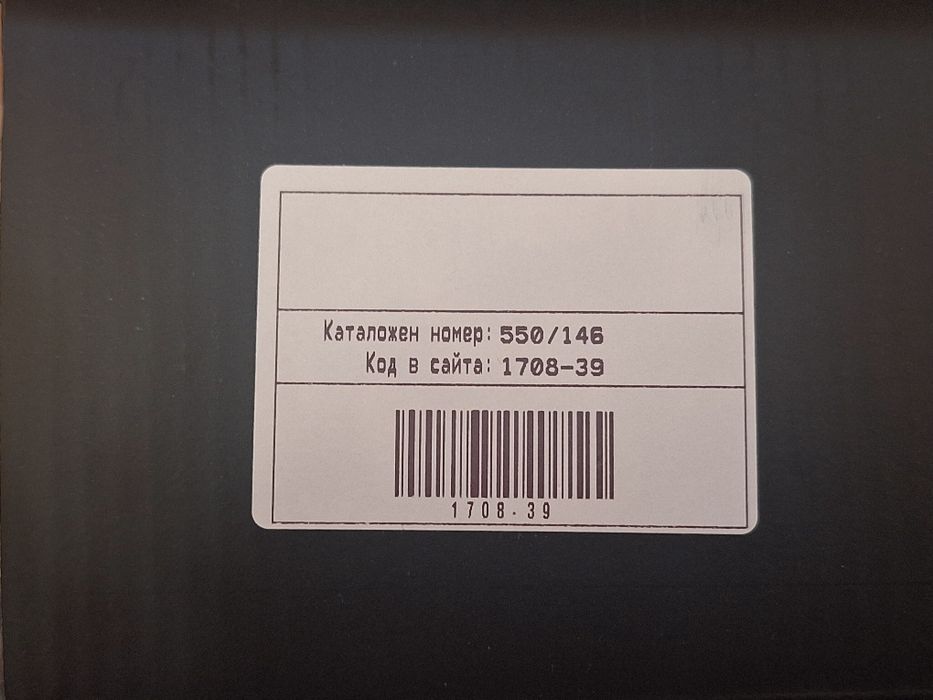 Каталожен номер: 550/146
Код в сайта: 1708-39
1708-39